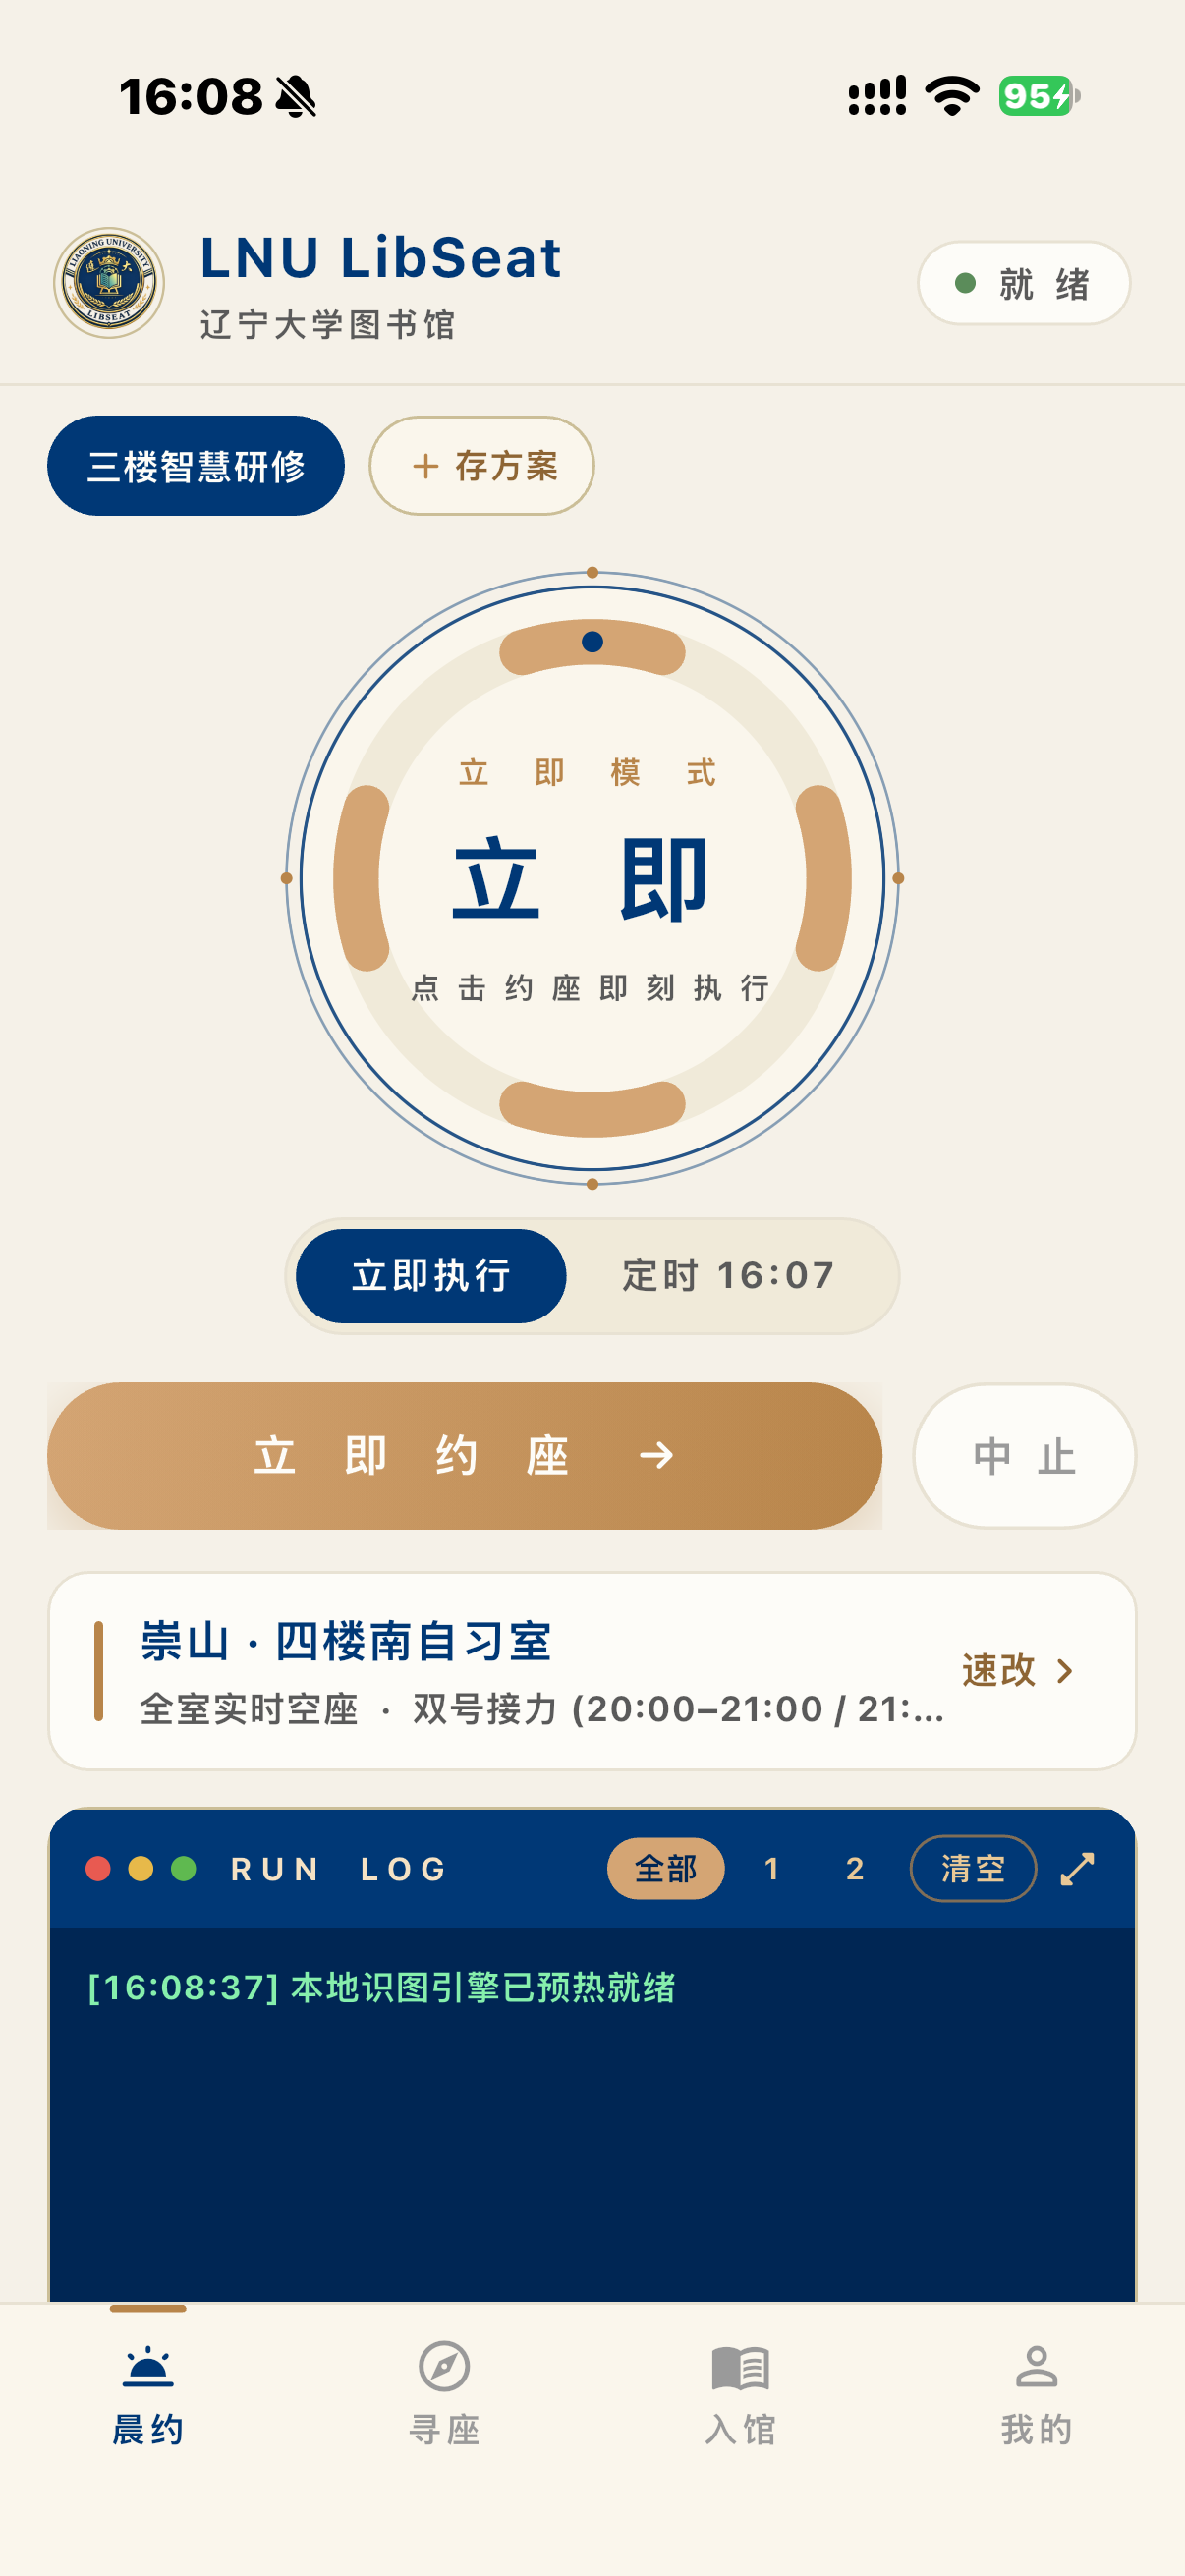 16:08
95
LNU LibSeat
辽宁大学图书馆
就绪
LIAONING UNIVERSITY
LIBSEAT
三楼智慧研修
+ 存方案
立即模式
立即
点击约座即刻执行
立即执行
定时 16:07
立即约座 →
中止
崇山 · 四楼南自习室
全室实时空座 · 双号接力 (20:00–21:00 / 21:...
速改 >
RUN LOG
全部
1
2
清空
[16:08:37] 本地识图引擎已预热就绪
晨约
寻座
入馆
我的